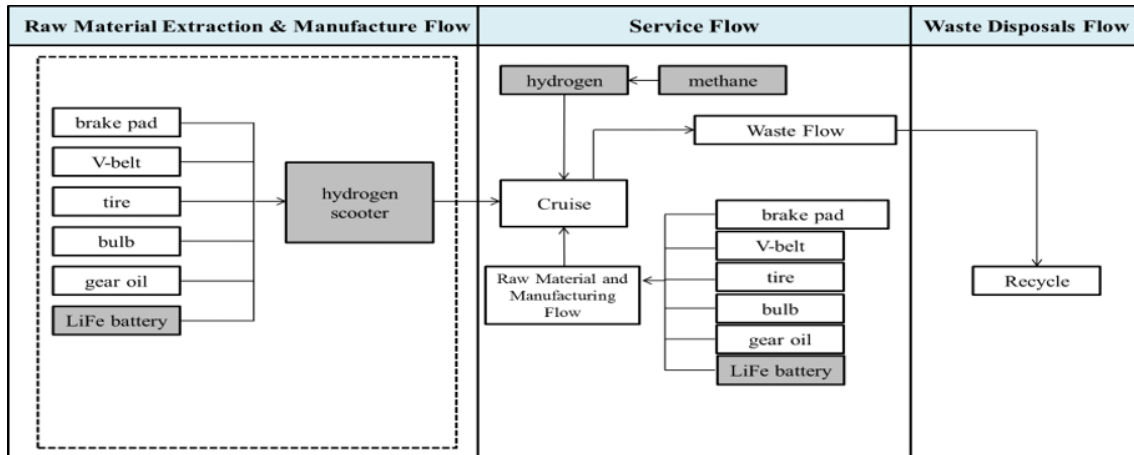 Raw Material Extraction & Manufacture Flow
Service Flow
Waste Disposals Flow
brake pad
V-belt
tire
bulb
gear oil
LiFe battery
hydrogen
scooter
hydrogen
methane
Waste Flow
Cruise
Raw Material and
Manufacturing
Flow
brake pad
V-belt
tire
bulb
gear oil
LiFe battery
Recycle